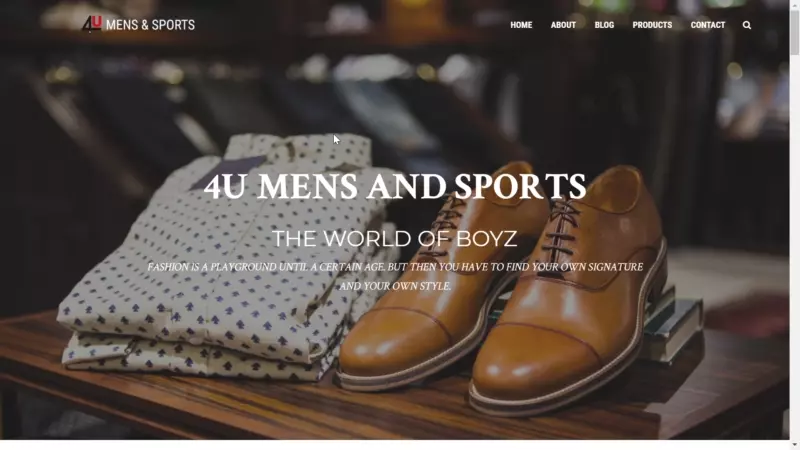 4U MENS & SPORTS
HOME ABOUT BLOG PRODUCTS CONTACT
4U MENS AND SPORTS
THE WORLD OF BOYZ
FASHION IS A PLAYGROUND UNTIL A CERTAIN AGE. BUT THEN YOU HAVE TO FIND YOUR OWN SIGNATURE
AND YOUR OWN STYLE.